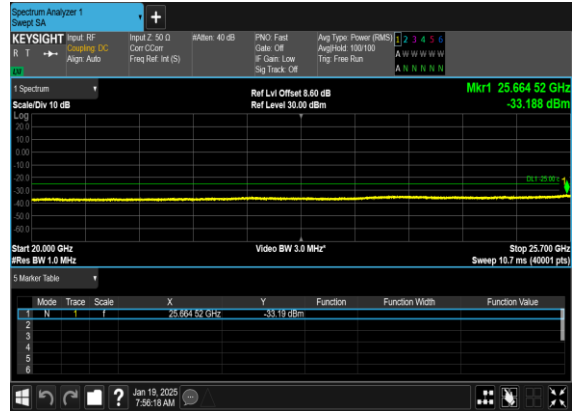 Spectrum Analyzer 1
Swept SA
+
KEYSIGHT Input: RF Input Z: 50 Ω #Atten: 40 dB PNO: Fast Avg Type: Power (RMS) 1 2 3 4 5 6
R T Coupling: DC Corr CCorr Gate: Off Avg|Hold: 100/100 A W W W W W
Align: Auto Freq Ref: Int (S) IF Gain: Low Trig: Free Run
Sig Track: Off A N N N N N
1 Spectrum Ref Lvl Offset 8.60 dB Mkr1 25.664 52 GHz
Scale/Div 10 dB Ref Level 30.00 dBm -33.188 dBm
Log
20.0
10.0
0.00
-10.0
-20.0
-30.0
-40.0
-50.0
-60.0
Start 20.000 GHz Video BW 3.0 MHz* Stop 25.700 GHz
#Res BW 1.0 MHz Sweep 10.7 ms (40001 pts)
5 Marker Table
Mode Trace Scale X Y Function Function Width Function Value
1 N 1 f 25.664 52 GHz -33.19 dBm
2
3
4
5
6
? Jan 19, 2025
7:56:18 AM